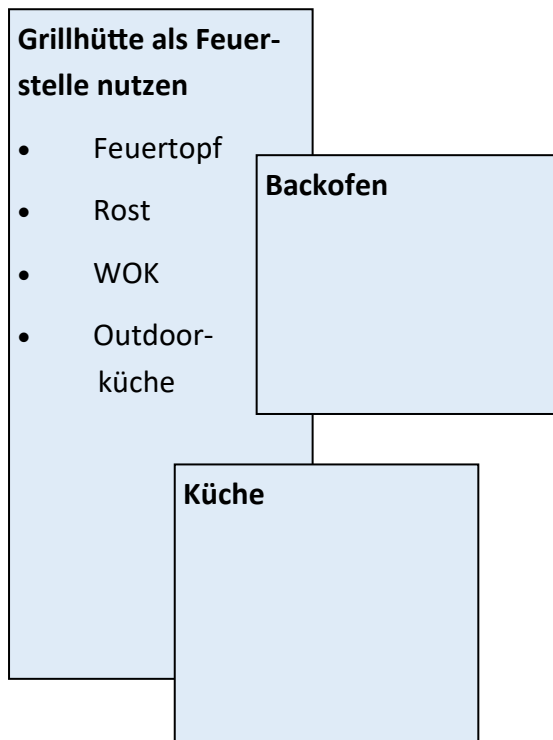 Grillhütte als Feuer-
stelle nutzen
• Feuertopf
• Rost
• WOK
• Outdoor-
küche
Backofen
Küche